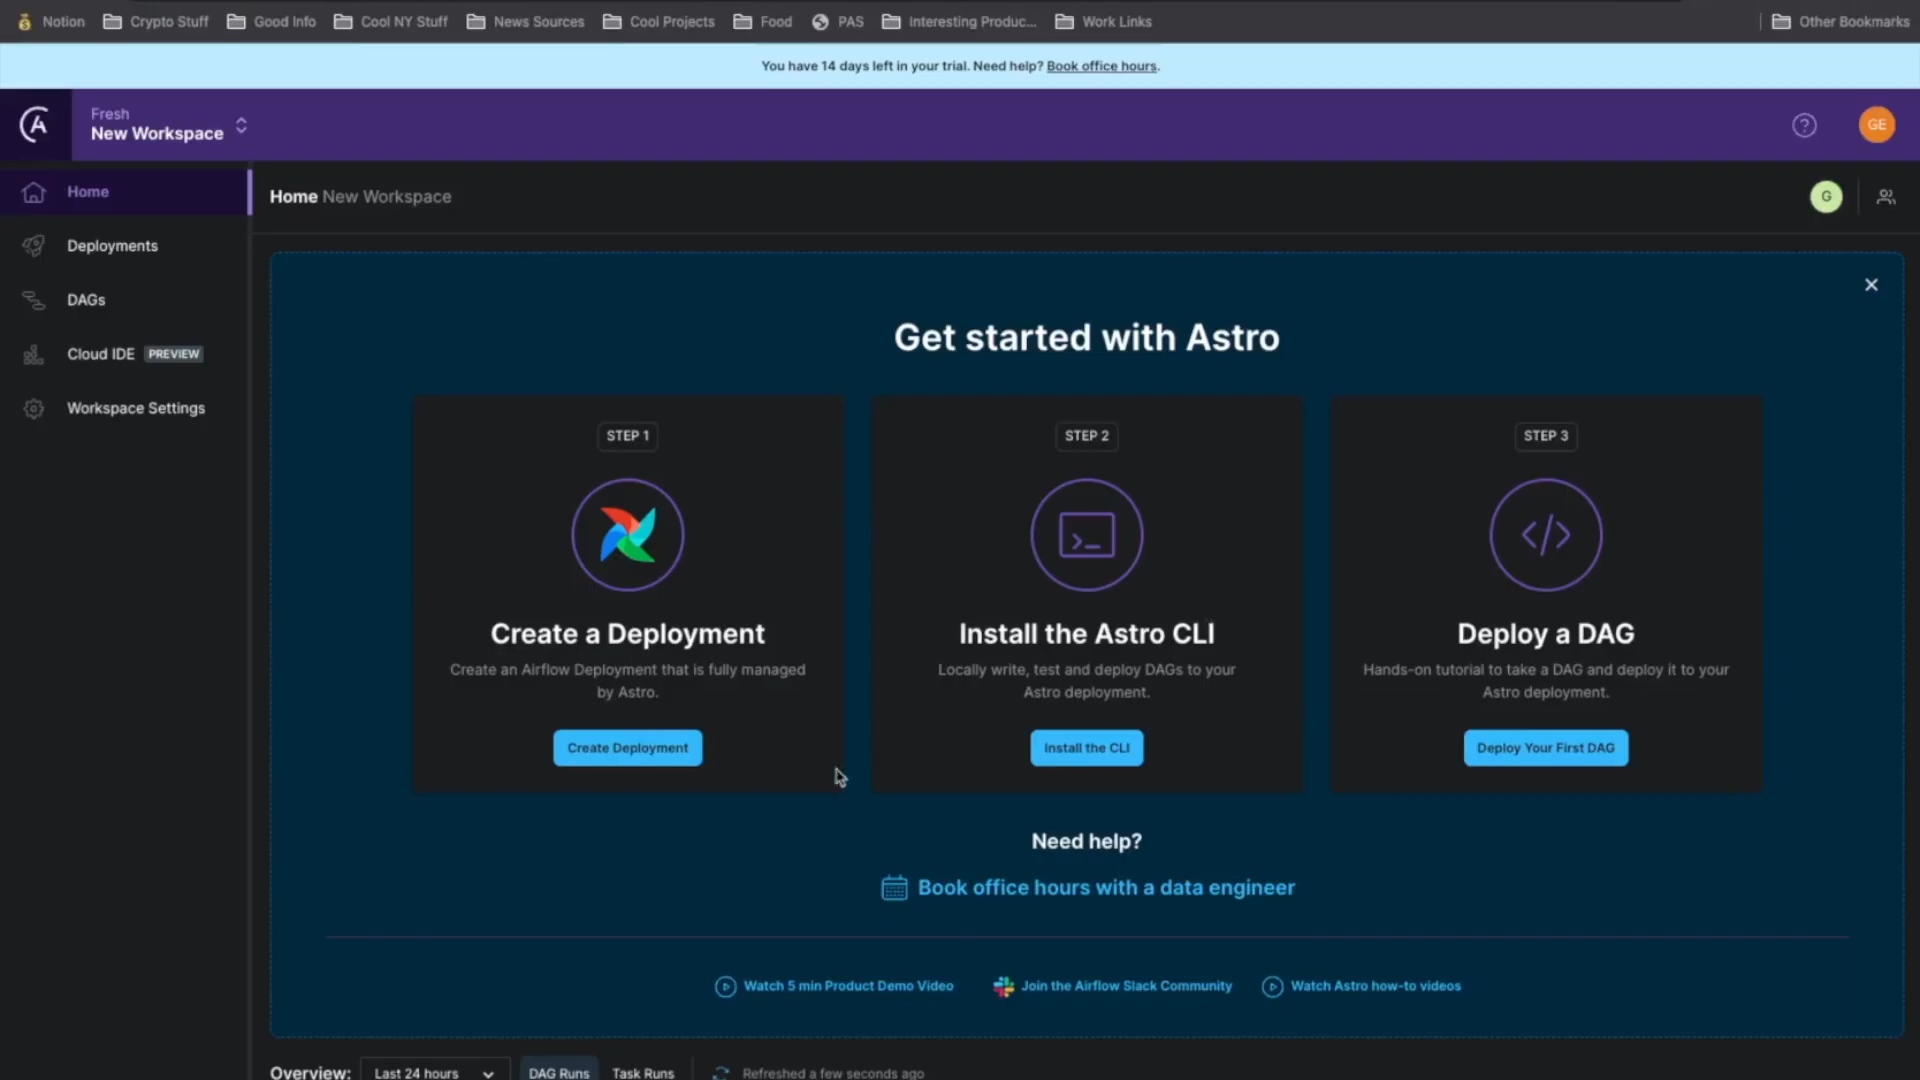 Notion Crypto Stuff Good Info Cool NY Stuff News Sources Cool Projects Food PAS Interesting Produc... Work Links Other Bookmarks
You have 14 days left in your trial. Need help? Book office hours.
Fresh
New Workspace
GE
Home
Deployments
DAGs
Cloud IDE PREVIEW
Workspace Settings
Home New Workspace
G
Get started with Astro
STEP 1
Create a Deployment
Create an Airflow Deployment that is fully managed
by Astro.
Create Deployment
STEP 2
Install the Astro CLI
Locally write, test and deploy DAGs to your
Astro deployment.
Install the CLI
STEP 3
Deploy a DAG
Hands-on tutorial to take a DAG and deploy it to your
Astro deployment.
Deploy Your First DAG
Need help?
Book office hours with a data engineer
Watch 5 min Product Demo Video Join the Airflow Slack Community Watch Astro how-to videos
Overview: Last 24 hours DAG Runs Task Runs Refreshed a few seconds ago